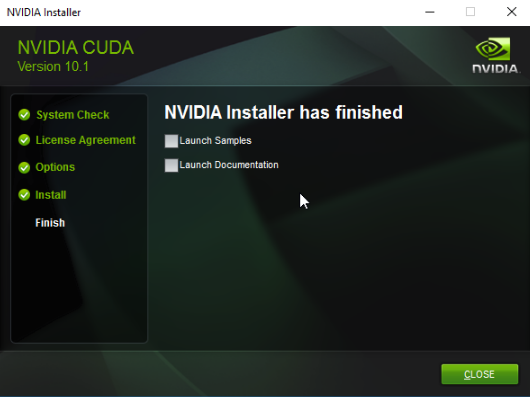 NVIDIA Installer
NVIDIA CUDA
Version 10.1
NVIDIA.
System Check
License Agreement
Options
Install
Finish
NVIDIA Installer has finished
Launch Samples
Launch Documentation
CLOSE